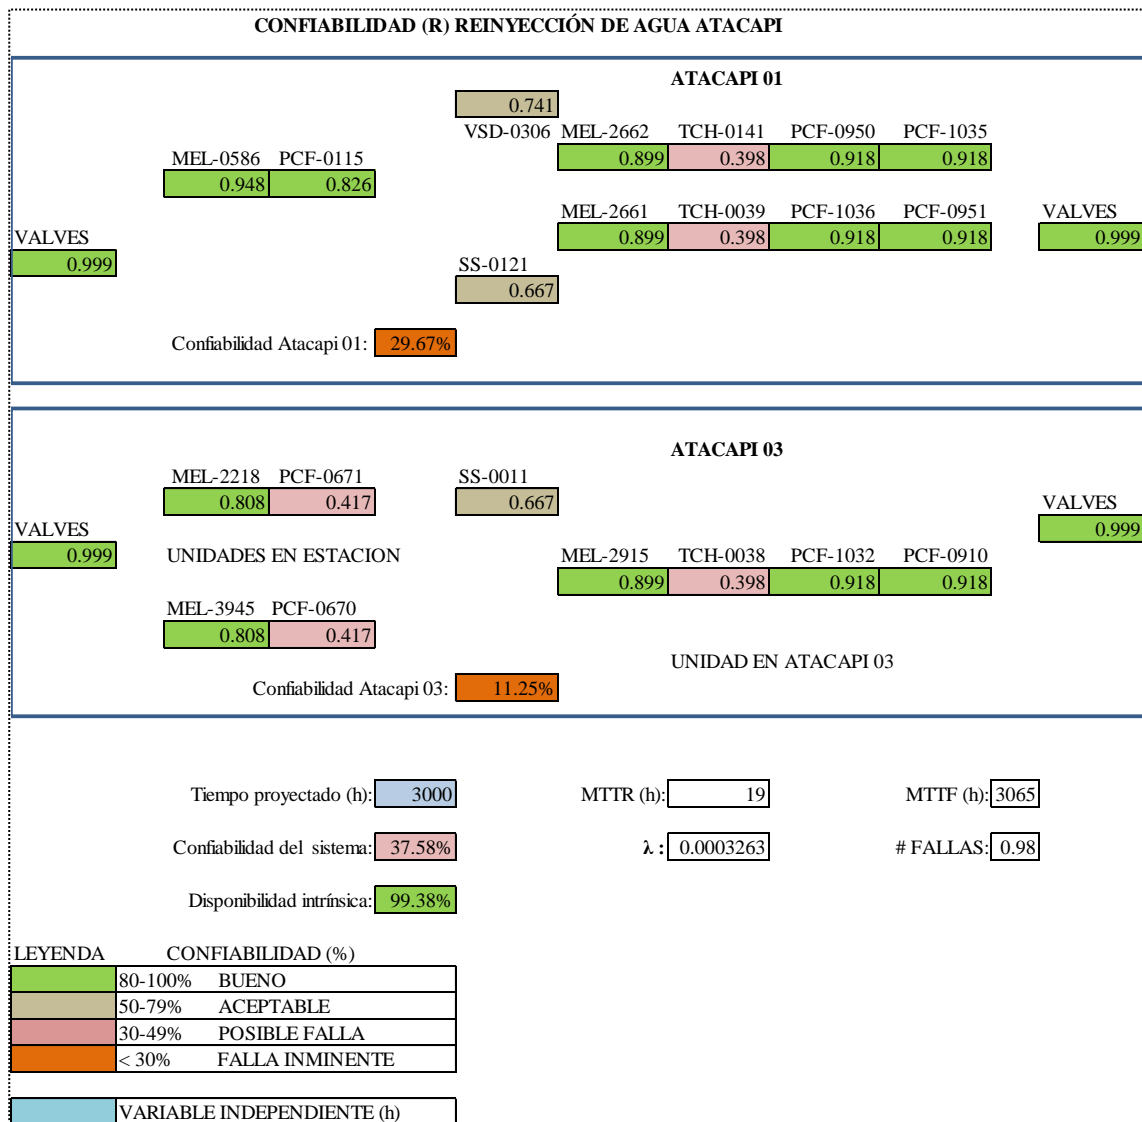 CONFIABILIDAD (R) REINYECCIÓN DE AGUA ATACAPI
ATACAPI 01
0.741
VSD-0306 MEL-2662 TCH-0141 PCF-0950 PCF-1035
MEL-0586 PCF-0115 0.899 0.398 0.918 0.918
0.948 0.826
MEL-2661 TCH-0039 PCF-1036 PCF-0951 VALVES
VALVES 0.899 0.398 0.918 0.918 0.999
0.999 SS-0121
0.667
Confiabilidad Atacapi 01: 29.67%
ATACAPI 03
MEL-2218 PCF-0671 SS-0011
0.808 0.417 0.667 VALVES
VALVES 0.999
0.999 UNIDADES EN ESTACION MEL-2915 TCH-0038 PCF-1032 PCF-0910
0.899 0.398 0.918 0.918
MEL-3945 PCF-0670
0.808 0.417
UNIDAD EN ATACAPI 03
Confiabilidad Atacapi 03: 11.25%
Tiempo proyectado (h): 3000 MTTR (h): 19 MTTF (h): 3065
Confiabilidad del sistema: 37.58% λ : 0.0003263 # FALLAS: 0.98
Disponibilidad intrínsica: 99.38%
LEYENDA CONFIABILIDAD (%)
80-100% BUENO
50-79% ACEPTABLE
30-49% POSIBLE FALLA
< 30% FALLA INMINENTE
VARIABLE INDEPENDIENTE (h)